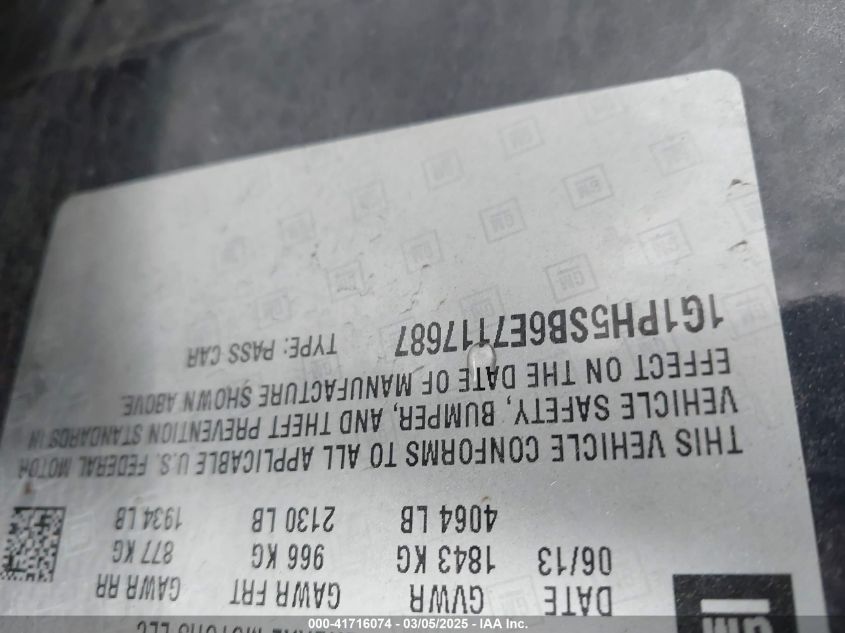 gm
MOTORS LLC
DATE GVWR GAWR FRT GAWR RR
06/13 1843 KG 966 KG 877 KG
4064 LB 2130 LB 1934 LB
THIS VEHICLE CONFORMS TO ALL APPLICABLE U.S. FEDERAL MOTOR
VEHICLE SAFETY, BUMPER, AND THEFT PREVENTION STANDARDS IN
EFFECT ON THE DATE OF MANUFACTURE SHOWN ABOVE.
1G1PH5SB6E7117687 TYPE: PASS CAR
000-41716074 - 03/05/2025 - IAA Inc.